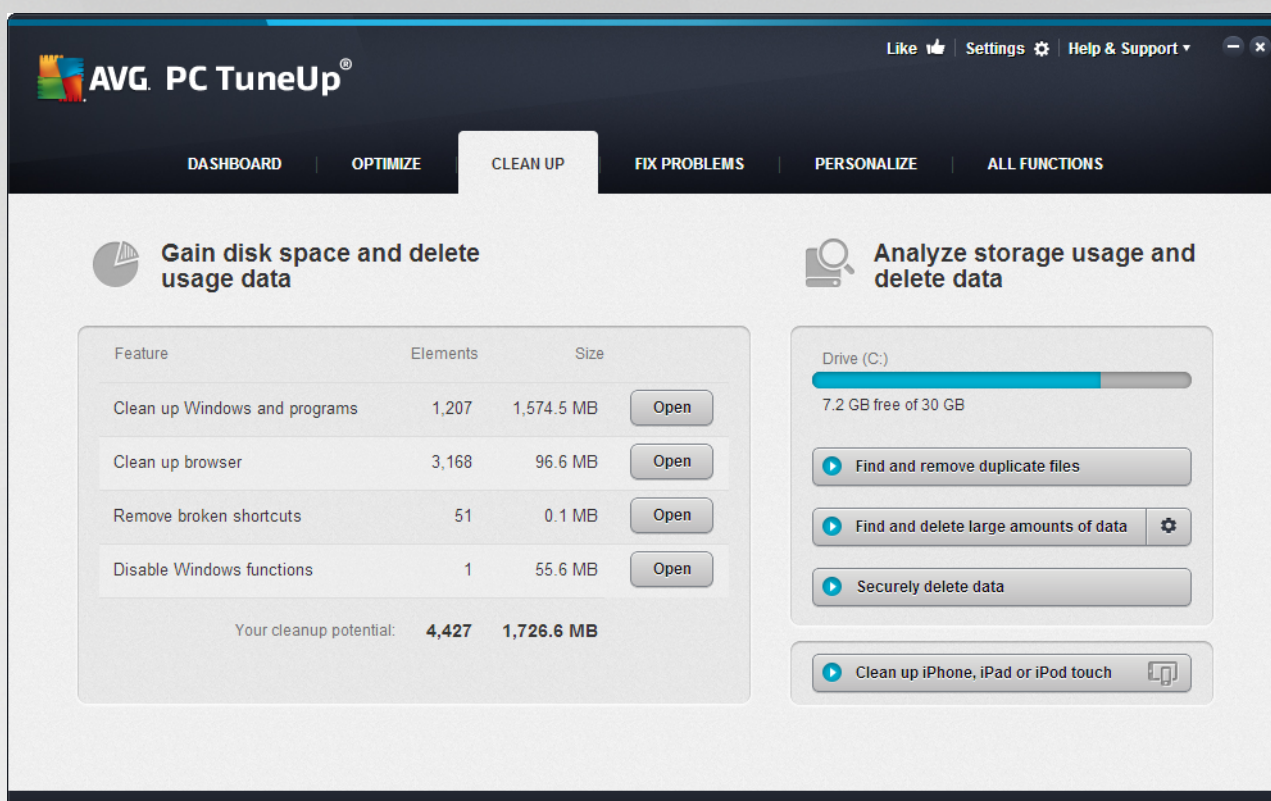 Like | Settings | Help & Support
AVG. PC TuneUp®
DASHBOARD | OPTIMIZE | CLEAN UP | FIX PROBLEMS | PERSONALIZE | ALL FUNCTIONS
Gain disk space and delete
usage data
Feature Elements Size
Clean up Windows and programs 1,207 1,574.5 MB Open
Clean up browser 3,168 96.6 MB Open
Remove broken shortcuts 51 0.1 MB Open
Disable Windows functions 1 55.6 MB Open
Your cleanup potential: 4,427 1,726.6 MB
Analyze storage usage and
delete data
Drive (C:)
7.2 GB free of 30 GB
Find and remove duplicate files
Find and delete large amounts of data
Securely delete data
Clean up iPhone, iPad or iPod touch